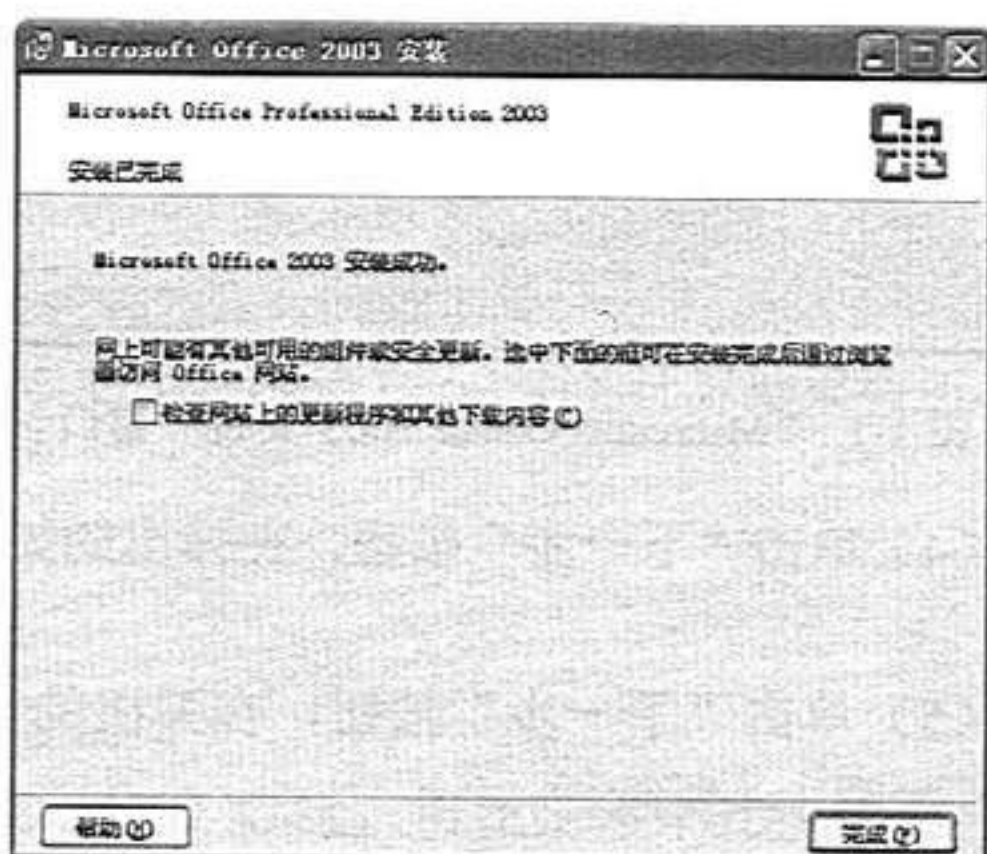 Microsoft Office 2003 安装
Microsoft Office Professional Edition 2003
安装已完成
Microsoft Office 2003 安装成功。
网上可能有其他可用的组件或安全更新。选中下面的框可在安装完成后通过浏览
器访问 Office 网站。
检查网站上的更新程序和其他下载内容(C)
帮助(H)
完成(F)